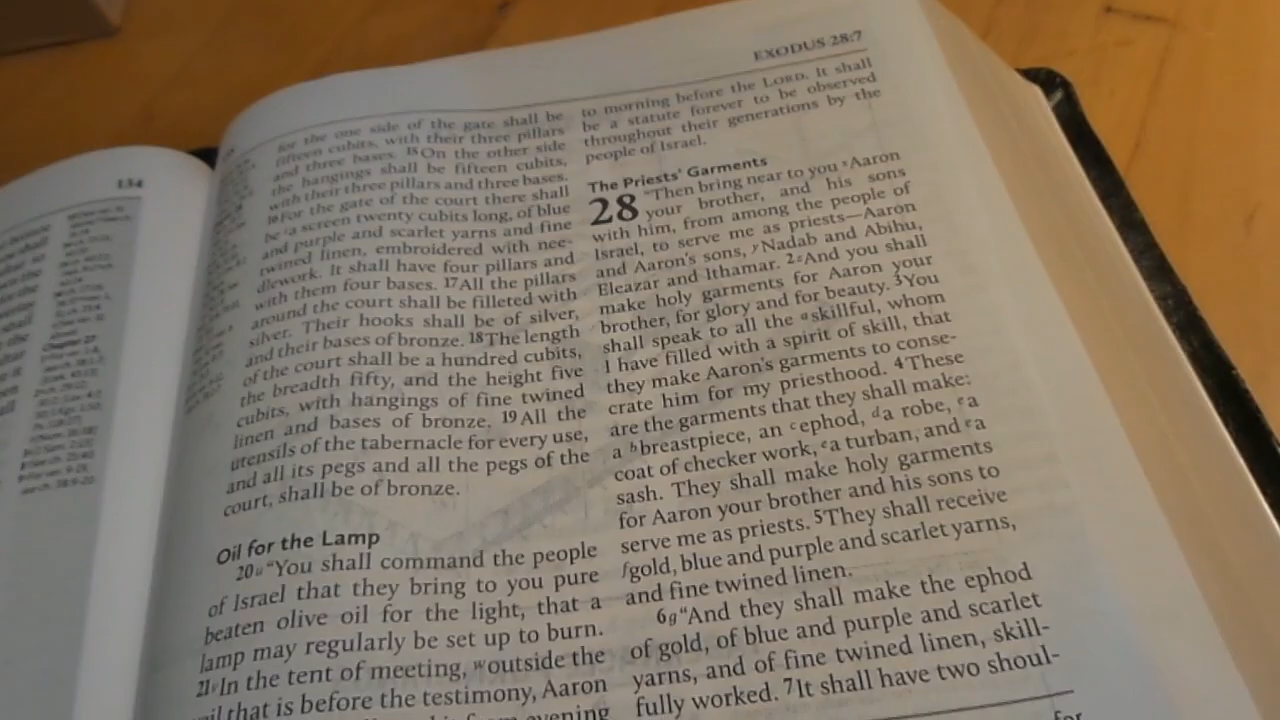 134
EXODUS 28:7
for the one side of the gate shall be
fifteen cubits, with their three pillars
and three bases. 15On the other side
the hangings shall be fifteen cubits,
with their three pillars and three bases.
16For the gate of the court there shall
be a screen twenty cubits long, of blue
and purple and scarlet yarns and fine
twined linen, embroidered with nee-
dlework. It shall have four pillars and
with them four bases. 17All the pillars
around the court shall be filleted with
silver. Their hooks shall be of silver,
and their bases of bronze. 18The length
of the court shall be a hundred cubits,
the breadth fifty, and the height five
cubits, with hangings of fine twined
linen and bases of bronze. 19All the
utensils of the tabernacle for every use,
and all its pegs and all the pegs of the
court, shall be of bronze.
Oil for the Lamp
20u“You shall command the people
of Israel that they bring to you pure
beaten olive oil for the light, that a
lamp may regularly be set up to burn.
21vIn the tent of meeting, woutside the
that is before the testimony, Aaron
evening
to morning before the LORD. It shall
be a statute forever to be observed
throughout their generations by the
people of Israel.
The Priests' Garments
28 “Then bring near to you xAaron
your brother, and his sons
with him, from among the people of
Israel, to serve me as priests—Aaron
and Aaron's sons, yNadab and Abihu,
Eleazar and Ithamar. 2zAnd you shall
make holy garments for Aaron your
brother, for glory and for beauty. 3You
shall speak to all the askillful, whom
I have filled with a spirit of skill, that
they make Aaron's garments to conse-
crate him for my priesthood. 4These
are the garments that they shall make:
a bbreastpiece, an cephod, da robe, ea
coat of checker work, ea turban, and ea
sash. They shall make holy garments
for Aaron your brother and his sons to
serve me as priests. 5They shall receive
fgold, blue and purple and scarlet yarns,
and fine twined linen.
6g“And they shall make the ephod
of gold, of blue and purple and scarlet
yarns, and of fine twined linen, skill-
fully worked. 7It shall have two shoul-
for